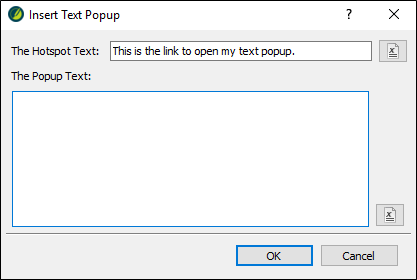 Insert Text Popup ?
The Hotspot Text: This is the link to open my text popup.
The Popup Text:
OK Cancel